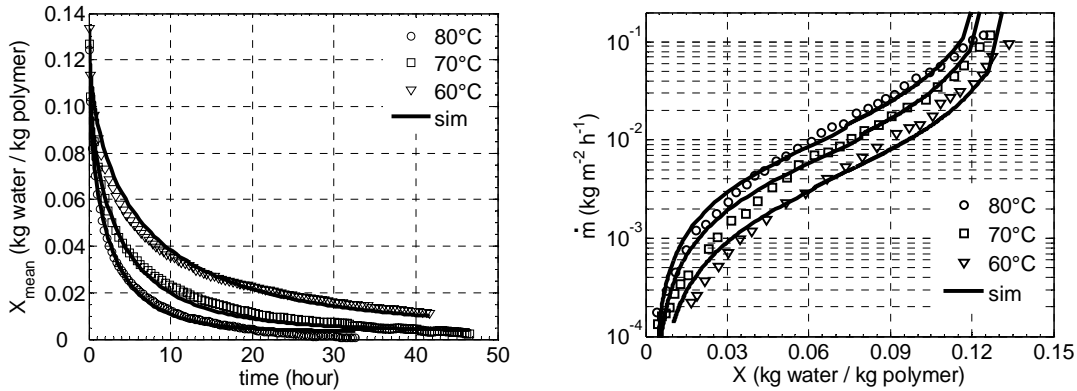 0.14
0.12
0.10
0.08
0.06
0.04
0.02
0
X_mean (kg water / kg polymer)
80°C
70°C
60°C
sim
0 10 20 30 40 50
time (hour)
10⁻¹
10⁻²
10⁻³
10⁻⁴
ṁ (kg m⁻² h⁻¹)
80°C
70°C
60°C
sim
0 0.03 0.06 0.09 0.12 0.15
X (kg water / kg polymer)